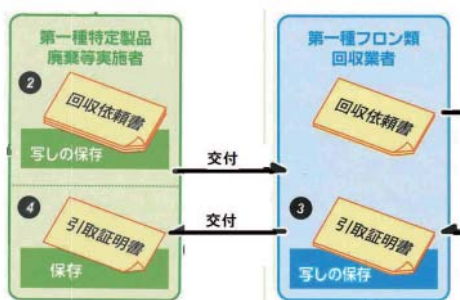 第一種特定製品
廃棄等実施者
2
回収依頼書
写しの保存
交付
4
引取証明書
保存
交付
第一種フロン類
回収業者
回収依頼書
3
引取証明書
写しの保存